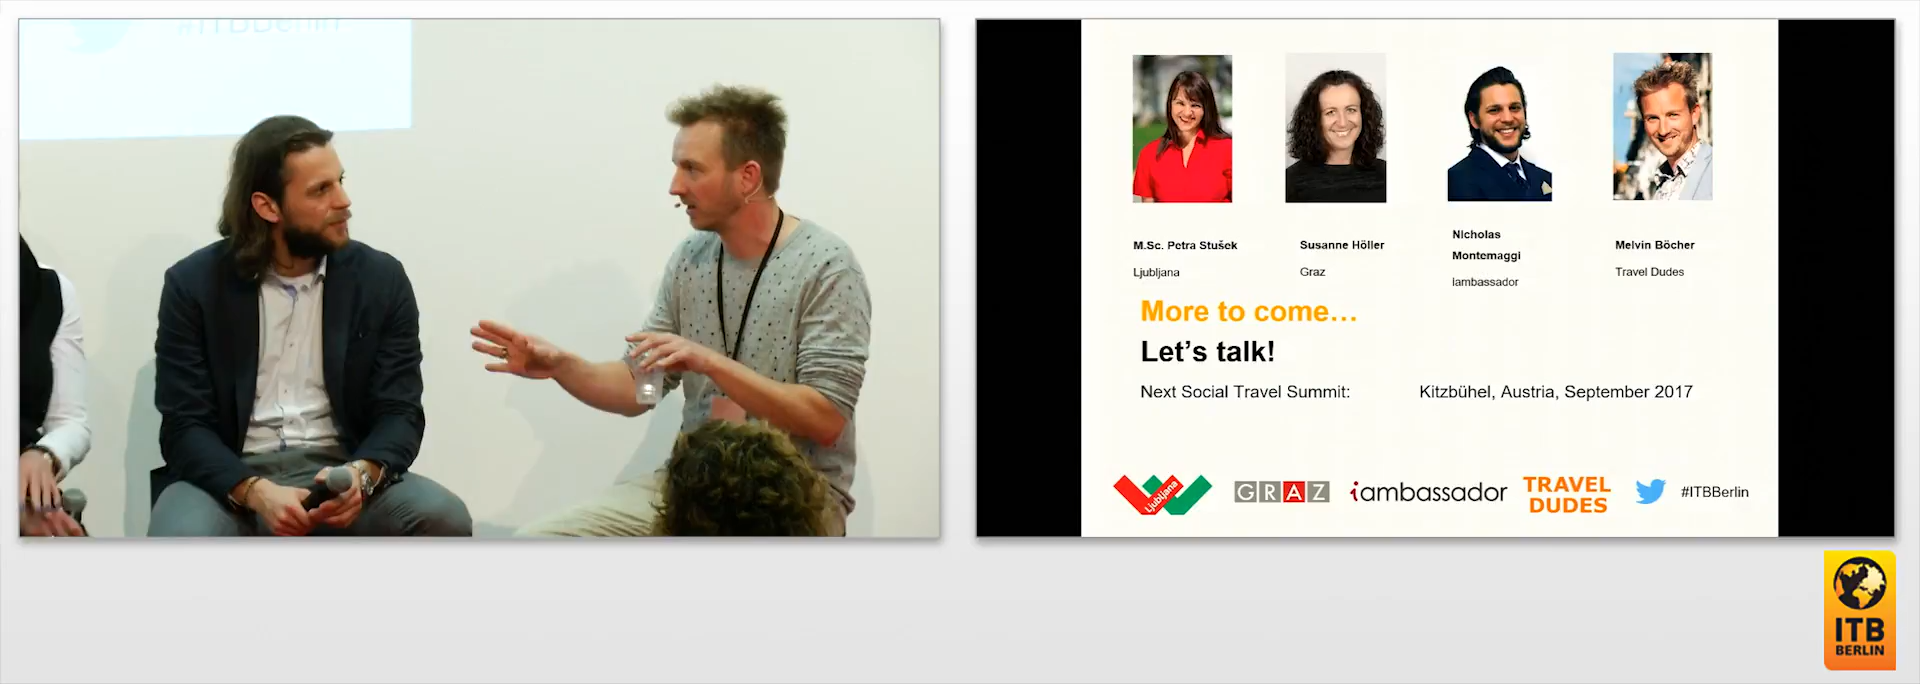 #ITBBerlin
M.Sc. Petra Stušek
Ljubljana
Susanne Höller
Graz
Nicholas
Montemaggi
iambassador
Melvin Böcher
Travel Dudes
More to come…
Let’s talk!
Next Social Travel Summit: Kitzbühel, Austria, September 2017
Ljubljana
GRAZ
iambassador
TRAVEL
DUDES
#ITBBerlin
ITB
BERLIN